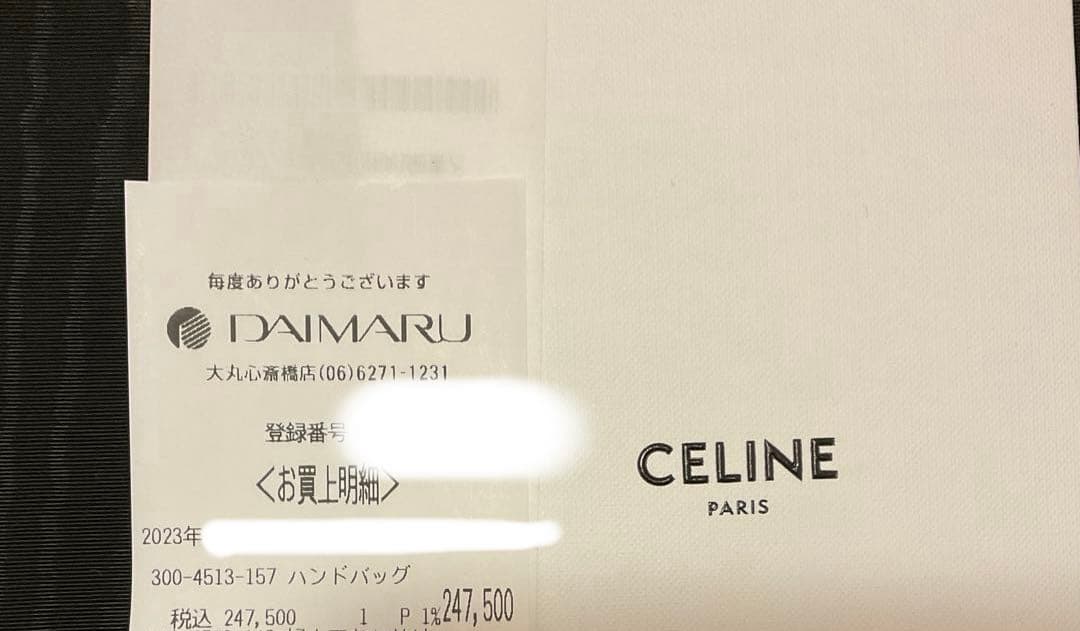 毎度ありがとうございます
DAIMARU
大丸心斎橋店(06)6271-1231
登録番号
<お買上明細>
2023年
300-4513-157 ハンドバッグ
税込 247,500 1 P 1% 247,500
CELINE
PARIS